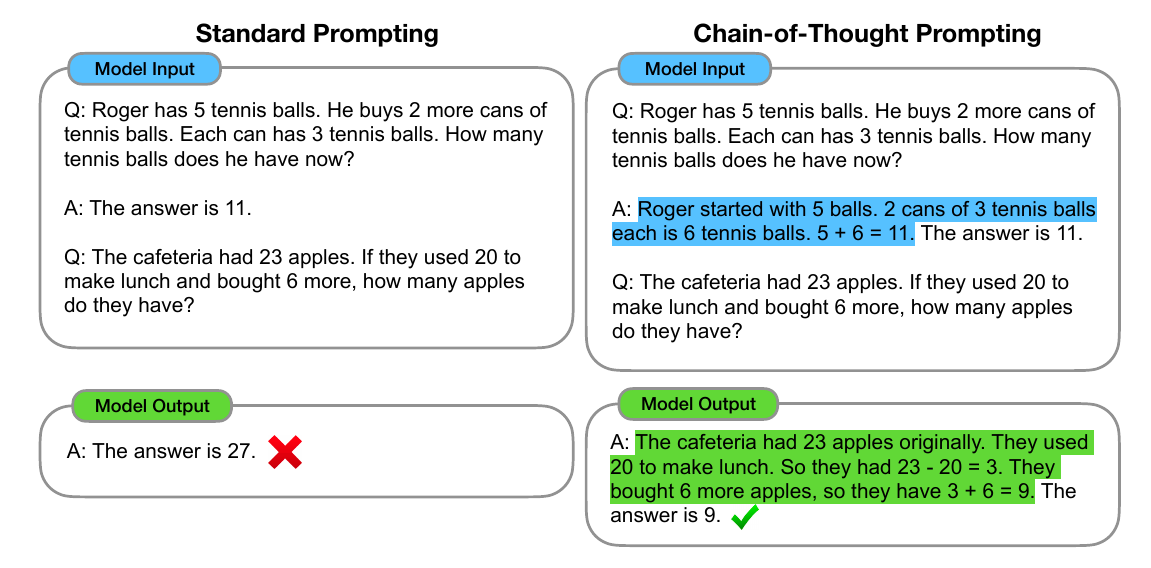 Standard Prompting
Model Input
Q: Roger has 5 tennis balls. He buys 2 more cans of
tennis balls. Each can has 3 tennis balls. How many
tennis balls does he have now?
A: The answer is 11.
Q: The cafeteria had 23 apples. If they used 20 to
make lunch and bought 6 more, how many apples
do they have?
Model Output
A: The answer is 27.
Chain-of-Thought Prompting
Model Input
Q: Roger has 5 tennis balls. He buys 2 more cans of
tennis balls. Each can has 3 tennis balls. How many
tennis balls does he have now?
A: Roger started with 5 balls. 2 cans of 3 tennis balls
each is 6 tennis balls. 5 + 6 = 11. The answer is 11.
Q: The cafeteria had 23 apples. If they used 20 to
make lunch and bought 6 more, how many apples
do they have?
Model Output
A: The cafeteria had 23 apples originally. They used
20 to make lunch. So they had 23 - 20 = 3. They
bought 6 more apples, so they have 3 + 6 = 9. The
answer is 9.